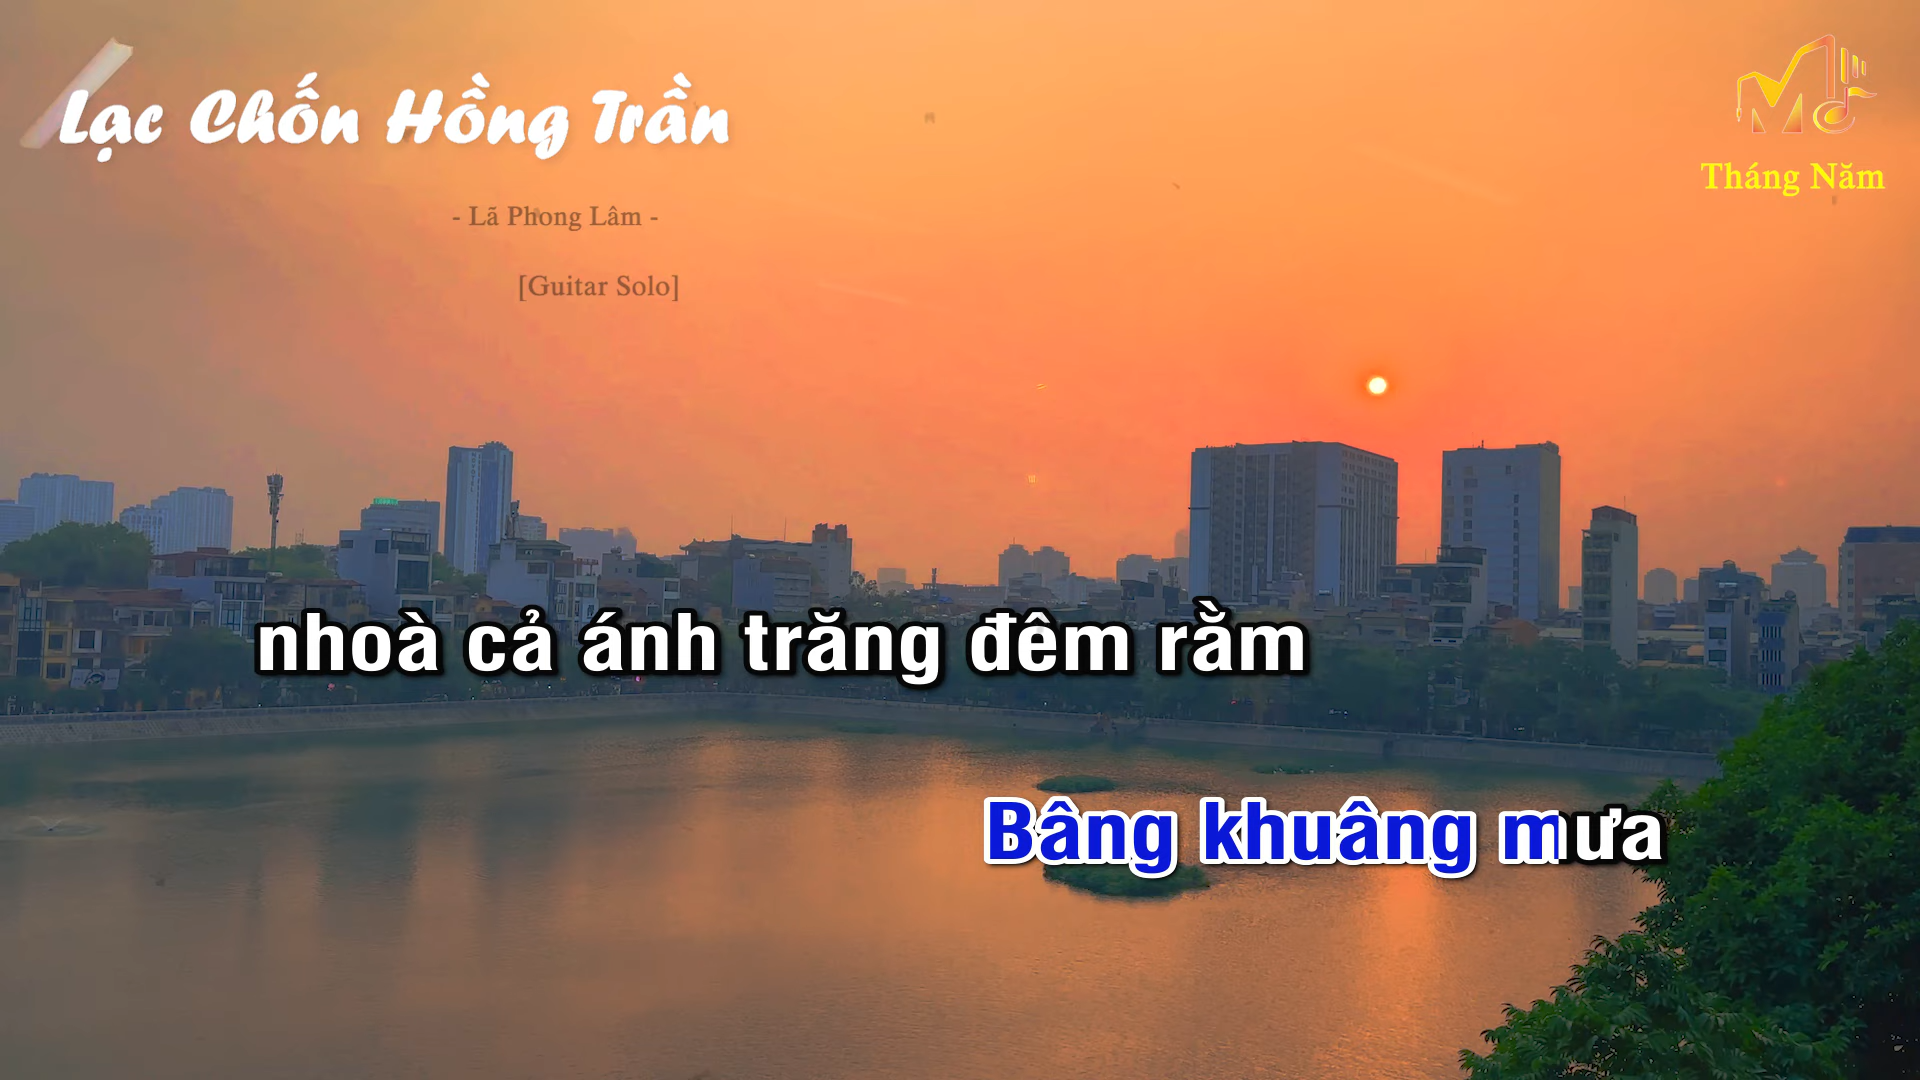 Lạc Chốn Hồng Trần
Tháng Năm
- Lã Phong Lâm -
[Guitar Solo]
nhoà cả ánh trăng đêm rằm
Bâng khuâng mưa